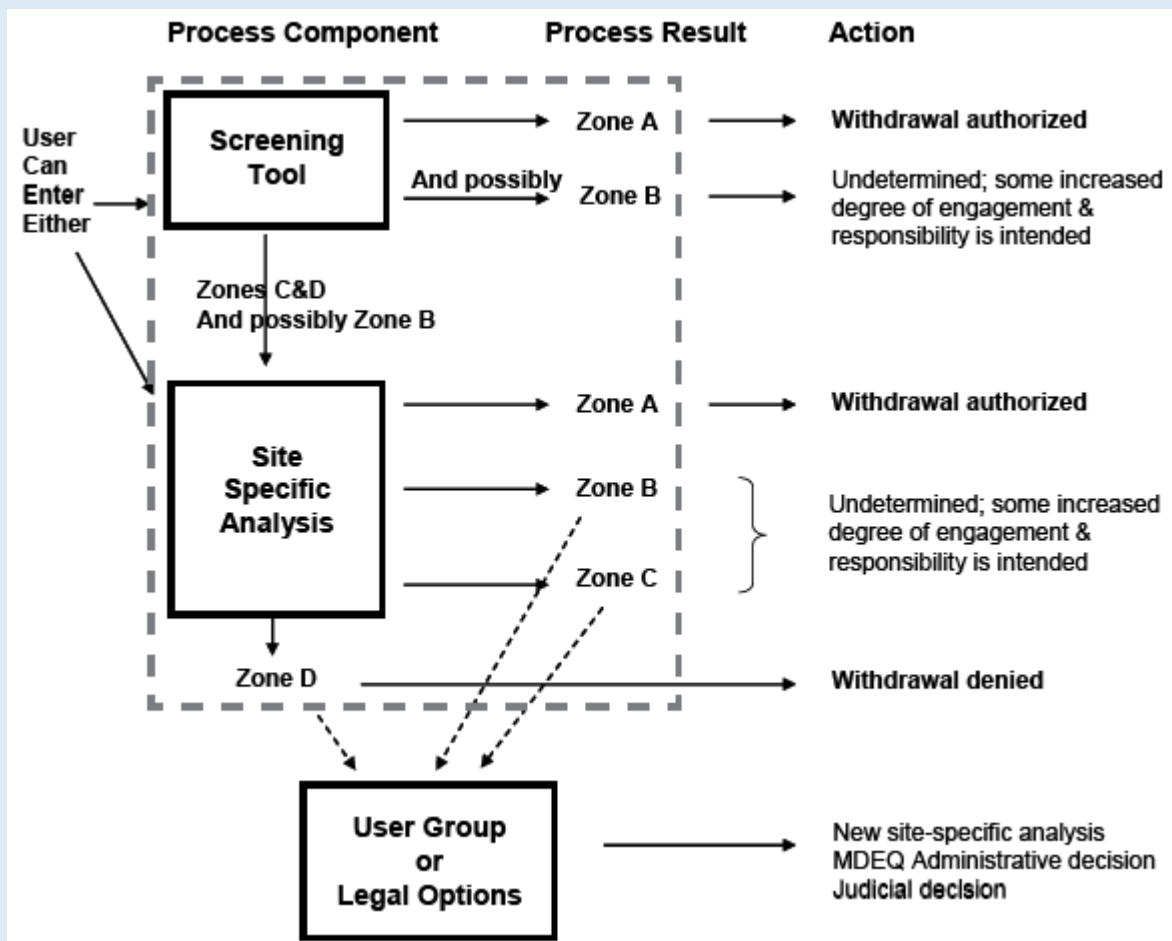 Process Component
Process Result
Action
User
Can
Enter
Either
Screening
Tool
Zone A
Withdrawal authorized
And possibly
Zone B
Undetermined; some increased
degree of engagement &
responsibility is intended
Zones C&D
And possibly Zone B
Site
Specific
Analysis
Zone A
Withdrawal authorized
Zone B
Zone C
Undetermined; some increased
degree of engagement &
responsibility is intended
Zone D
Withdrawal denied
User Group
or
Legal Options
New site-specific analysis
MDEQ Administrative decision
Judicial decision